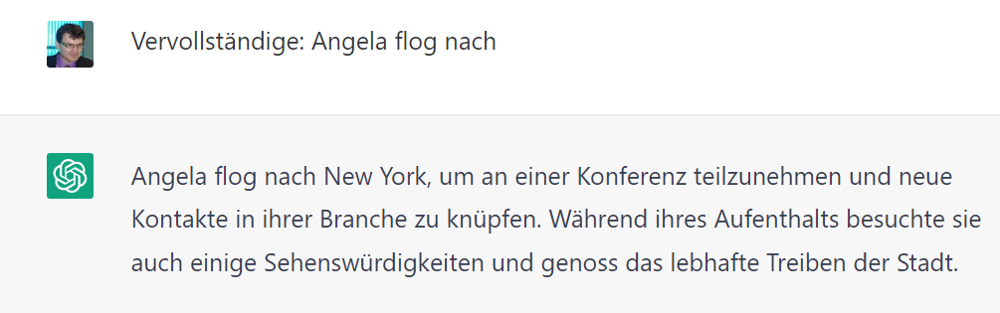 Vervollständige: Angela flog nach
Angela flog nach New York, um an einer Konferenz teilzunehmen und neue
Kontakte in ihrer Branche zu knüpfen. Während ihres Aufenthalts besuchte sie
auch einige Sehenswürdigkeiten und genoss das lebhafte Treiben der Stadt.